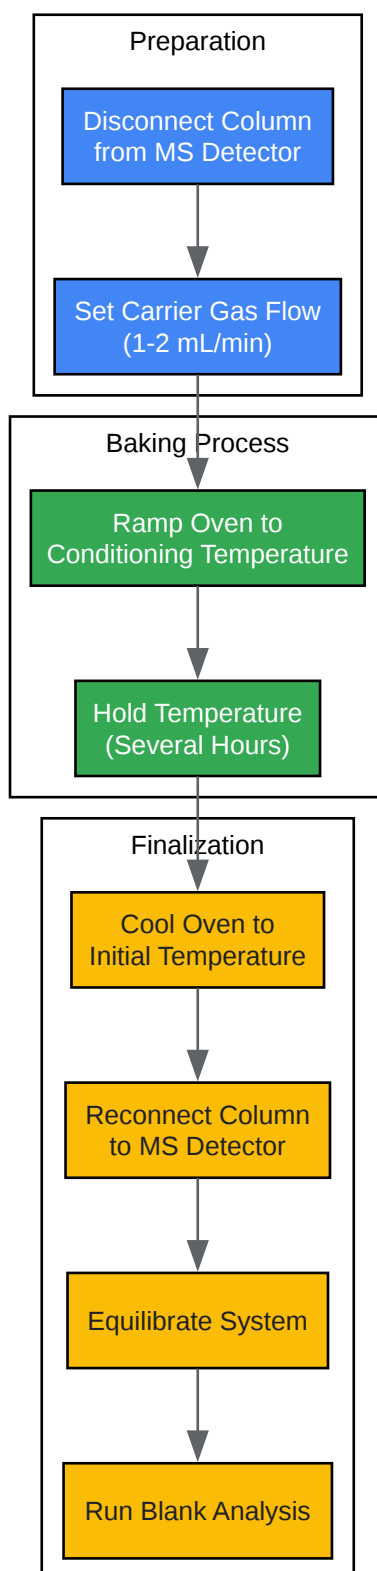 Preparation
Disconnect Column
from MS Detector
Set Carrier Gas Flow
(1-2 mL/min)
Baking Process
Ramp Oven to
Conditioning Temperature
Hold Temperature
(Several Hours)
Finalization
Cool Oven to
Initial Temperature
Reconnect Column
to MS Detector
Equilibrate System
Run Blank Analysis